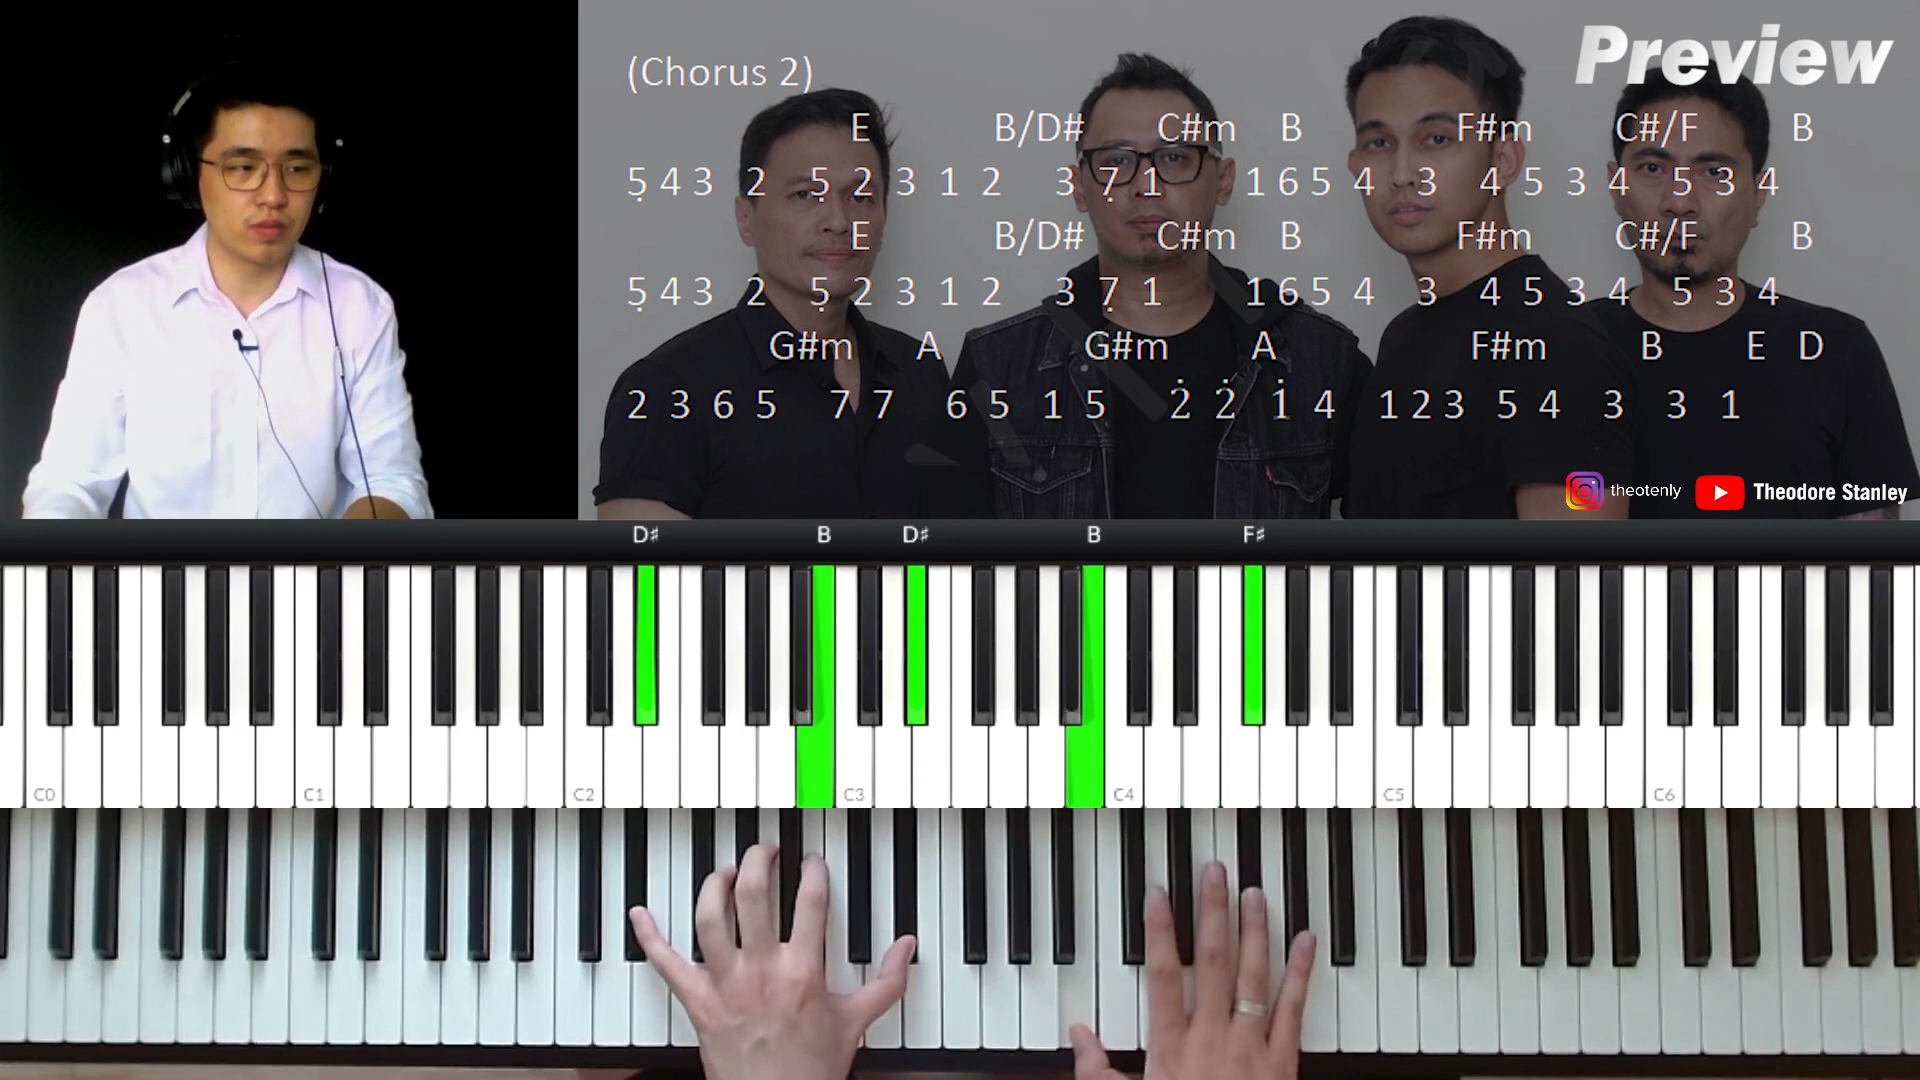 Preview
(Chorus 2)
E B/D# C#m B F#m C#/F B
5̣ 4 3 2 5̣ 2 3 1 2 3 7̣ 1 1 6 5 4 3 4 5 3 4 5 3 4
E B/D# C#m B F#m C#/F B
5̣ 4 3 2 5̣ 2 3 1 2 3 7̣ 1 1 6 5 4 3 4 5 3 4 5 3 4
G#m A G#m A F#m B E D
2 3 6 5 7 7 6 5 1 5 2̇ 2̇ 1̇ 4 1 2 3 5 4 3 3 1
theotenly Theodore Stanley
D♯ B D♯ B F♯
C0 C1 C2 C3 C4 C5 C6